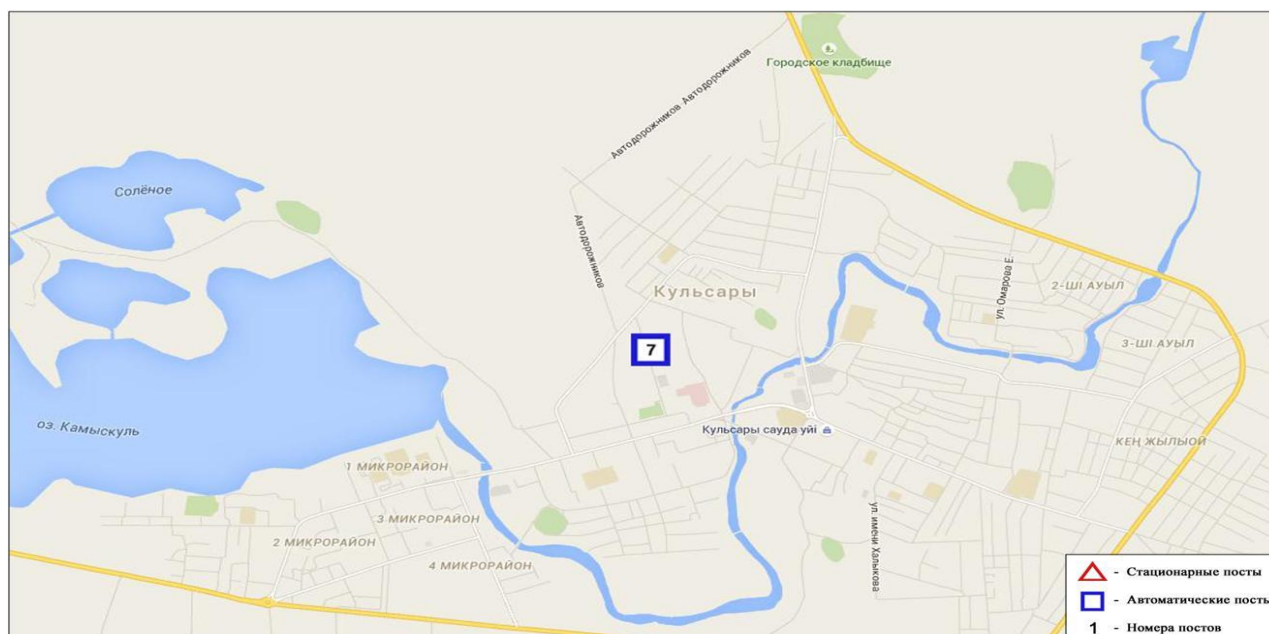 Городское кладбище
Автодорожников Автодорожников
Солёное
Автодорожников
Кульсары
ул. Омарова Е.
2-ШІ АУЫЛ
3-ШІ АУЫЛ
7
оз. Камыскуль
Кульсары сауда уйі
КЕҢ ЖЫЛЫОЙ
1 МИКРОРАЙОН
3 МИКРОРАЙОН
2 МИКРОРАЙОН
4 МИКРОРАЙОН
ул. имени Халыкова
- Стационарные посты
- Автоматические посты
1 - Номера постов